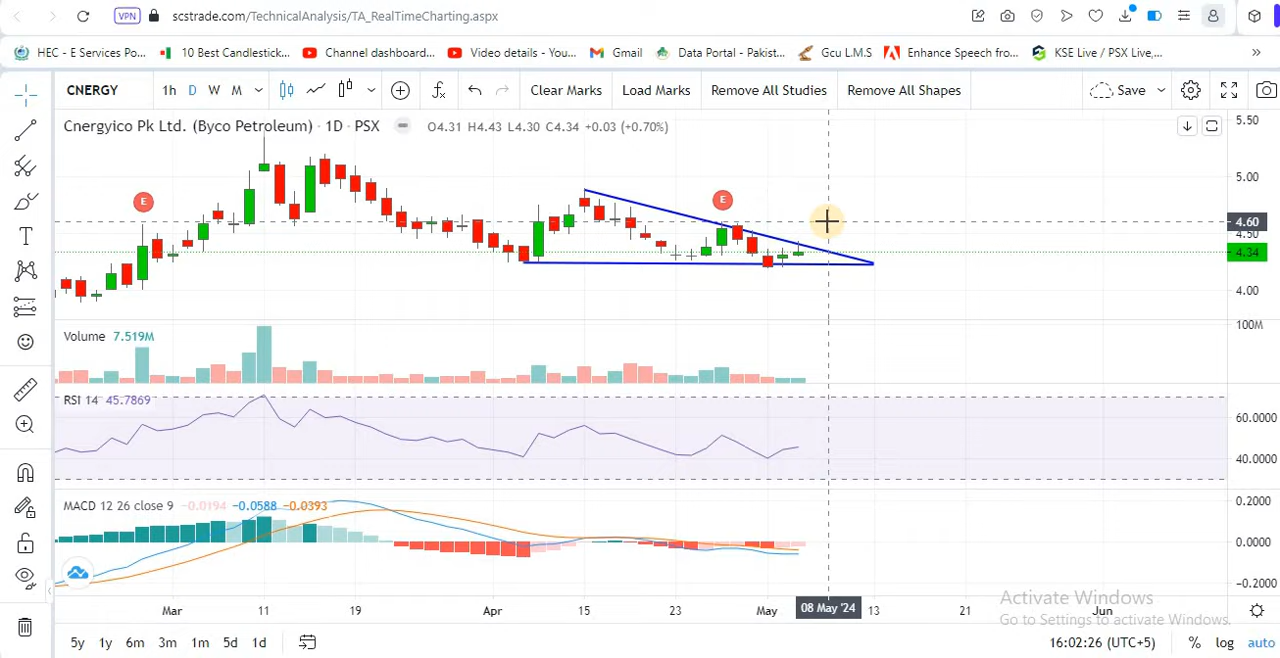 VPN scstrade.com/TechnicalAnalysis/TA_RealTimeCharting.aspx
HEC - E Services Po... 10 Best Candlestick... Channel dashboard... Video details - You... Gmail Data Portal - Pakist... Gcu L.M.S Enhance Speech from... KSE Live / PSX Live,... »
CNERGY 1h D W M Clear Marks Load Marks Remove All Studies Remove All Shapes Save
Cnergyico Pk Ltd. (Byco Petroleum) · 1D · PSX O4.31 H4.43 L4.30 C4.34 +0.03 (+0.70%)
5.50
5.00
E
E
4.60
4.50
4.34
4.00
Volume 7.519M
100M
RSI 14 45.7869
60.0000
40.0000
MACD 12 26 close 9 -0.0194 -0.0588 -0.0393
0.2000
0.0000
-0.2000
Mar 11 19 Apr 15 23 May 08 May '24 13 21 Jun
Activate Windows
Go to Settings to activate Windows.
5y 1y 6m 3m 1m 5d 1d 16:02:26 (UTC+5) % log auto